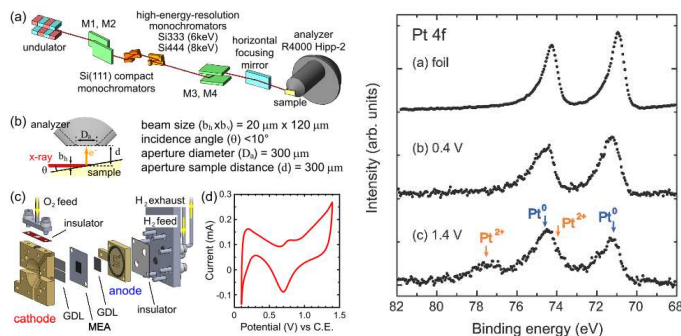 (a)
undulator
M1, M2
Si(111) compact
monochromators
high-energy-resolution
monochromators
Si333 (6keV)
Si444 (8keV)
M3, M4
horizontal
focusing
mirror
analyzer
R4000 Hipp-2
sample
(b)
analyzer
Dₐ
x-ray
bₕ
e⁻
d
θ
sample
beam size (bₕxbᵥ) = 20 μm x 120 μm
incidence angle (θ) <10°
aperture diameter (Dₐ) = 300 μm
aperture sample distance (d) = 300 μm
(c)
O₂ feed
insulator
cathode
GDL
MEA
GDL
anode
insulator
H₂ exhaust
H₂ feed
(d)
Current (mA)
0.3
0.2
0.1
0.0
-0.1
0.0 0.5 1.0 1.5
Potential (V) vs C.E.
Pt 4f
(a) foil
(b) 0.4 V
(c) 1.4 V
Pt²⁺
Pt⁰
Pt²⁺
Pt⁰
Intensity (arb. units)
82 80 78 76 74 72 70 68
Binding energy (eV)